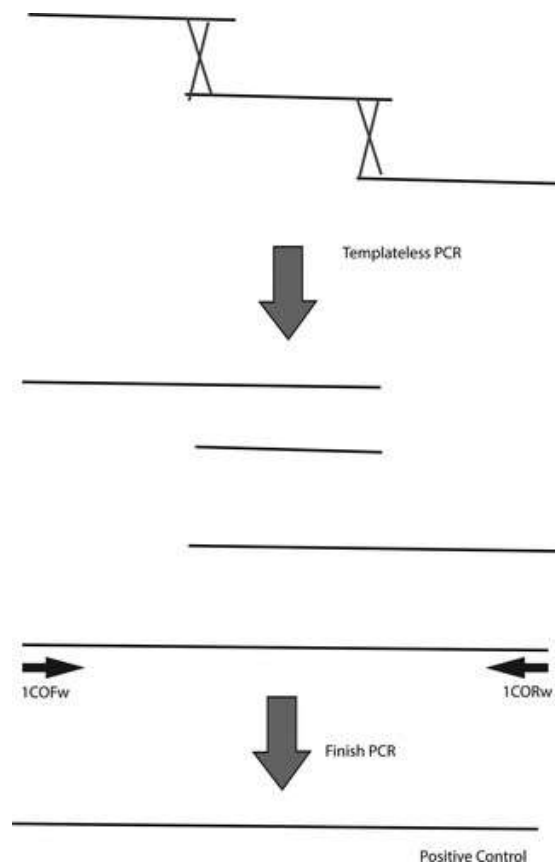 Templateless PCR
1COFw
1CORw
Finish PCR
Positive Control